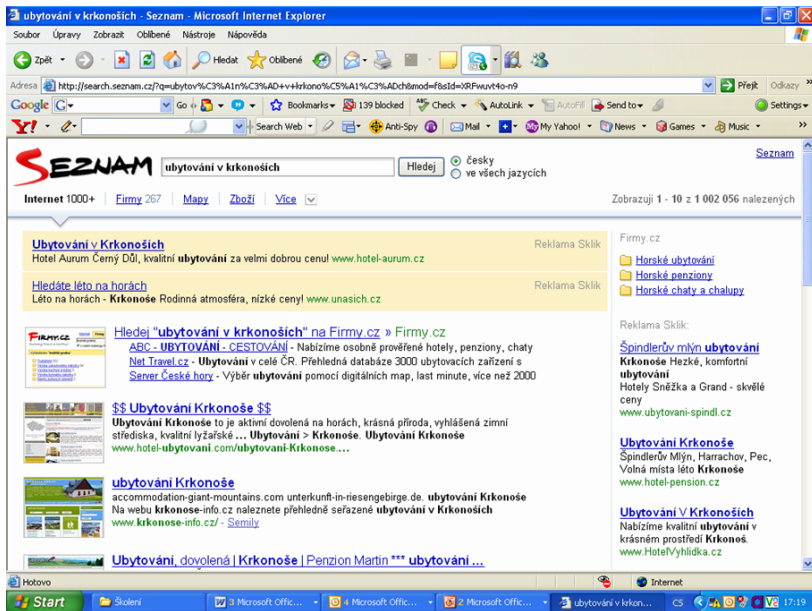 ubytování v krkonoších - Seznam - Microsoft Internet Explorer
Soubor Úpravy Zobrazit Oblíbené Nástroje Nápověda
Zpět Hledat Oblíbené
Adresa http://search.seznam.cz/?q=ubytov%C3%A1n%C3%AD+v+krkono%C5%A1%C3%ADch&mod=f&sId=XRFwuvt4o-n9 Přejít Odkazy
Google G Go Bookmarks 139 blocked Check AutoLink AutoFill Send to Settings
Y! Search Web Anti-Spy Mail My Yahoo! News Games Music
SEZNAM ubytování v krkonoších Hledej česky
ve všech jazycích
Seznam
Internet 1000+ Firmy 267 Mapy Zboží Více Zobrazuji 1 - 10 z 1 002 056 nalezených
Ubytování v Krkonoších Reklama Sklik
Hotel Aurum Černý Důl, kvalitní ubytování za velmi dobrou cenu! www.hotel-aurum.cz
Hledáte léto na horách Reklama Sklik
Léto na horách - Krkonoše Rodinná atmosféra, nízké ceny! www.unasich.cz
FIRMY.CZ
Hledej "ubytování v krkonoších" na Firmy.cz » Firmy.cz
ABC - UBYTOVÁNÍ - CESTOVÁNÍ - Nabízíme osobně prověřené hotely, penziony, chaty
Net Travel.cz - Ubytování v celé ČR. Přehledná databáze 3000 ubytovacích zařízení s
Server České hory - Výběr ubytování pomocí digitálních map, last minute, více než 2000
$$ Ubytování Krkonoše $$
Ubytování Krkonoše to je aktivní dovolená na horách, krásná příroda, vyhlášená zimní
střediska, kvalitní lyžařské ... Ubytování > Krkonoše. Ubytování Krkonoše
www.hotel-ubytovani.com/ubytovani-Krkonose....
ubytování Krkonoše
accommodation-giant-mountains.com unterkunft-in-riesengebirge.de. ubytování Krkonoše
Na webu krkonose-info.cz naleznete přehledně seřazené ubytování v Krkonoších
www.krkonose-info.cz/ - Semily
Ubytování, dovolená | Krkonoše | Penzion Martin *** ubytování ...
Firmy.cz
Horské ubytování
Horské penziony
Horské chaty a chalupy
Reklama Sklik:
Špindlerův mlýn ubytování
Krkonoše Hezké, komfortní
ubytování
Hotely Sněžka a Grand - skvělé
ceny
www.ubytovani-spindl.cz
Ubytování Krkonoše
Špindlerův Mlýn, Harrachov, Pec,
Volná místa léto Krkonoše
www.hotel-pension.cz
Ubytování V Krkonoších
Nabízíme kvalitní ubytování v
krásném prostředí Krkonoš.
www.HotelVyhlidka.cz
Hotovo Internet
Start Školení 3 Microsoft Offic... 4 Microsoft Offic... 2 Microsoft Offic... ubytování v krkon... CS 17:19